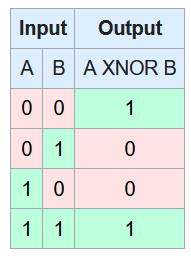 Input Output
A B A XNOR B
0 0 1
0 1 0
1 0 0
1 1 1